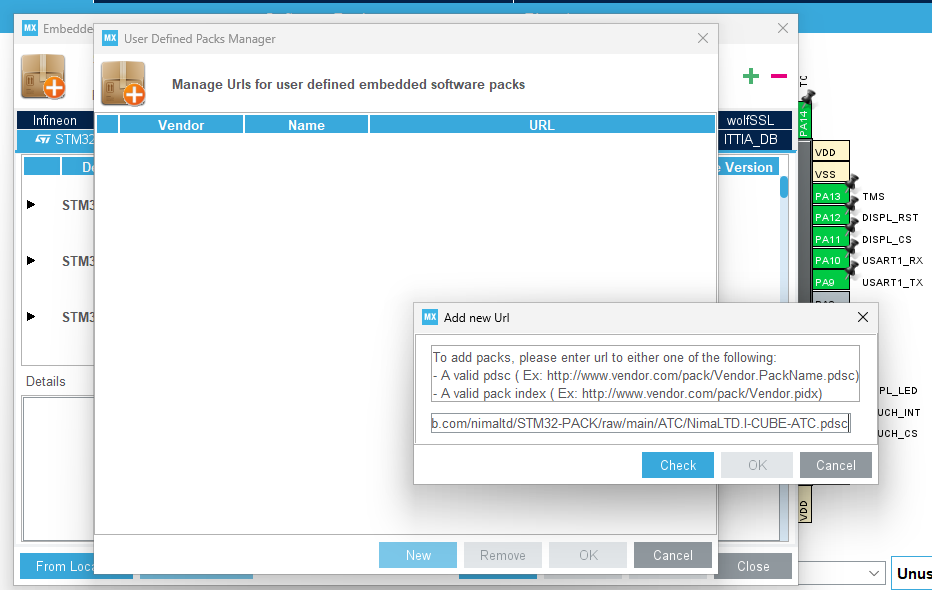 MX Embedde
MX User Defined Packs Manager
Manage Urls for user defined embedded software packs
Infineon
wolfSSL
STM32
ITTIA_DB
Vendor Name URL
De
e Version
STM3
STM3
STM3
Details
MX Add new Url
To add packs, please enter url to either one of the following:
- A valid pdsc ( Ex: http://www.vendor.com/pack/Vendor.PackName.pdsc)
- A valid pack index ( Ex: http://www.vendor.com/pack/Vendor.pidx)
b.com/nimaltd/STM32-PACK/raw/main/ATC/NimaLTD.I-CUBE-ATC.pdsc
Check OK Cancel
New Remove OK Cancel
From Loca
Close
TC
PA14
VDD
VSS
PA13 TMS
PA12 DISPL_RST
PA11 DISPL_CS
PA10 USART1_RX
PA9 USART1_TX
PL_LED
UCH_INT
UCH_CS
VDD
Unus